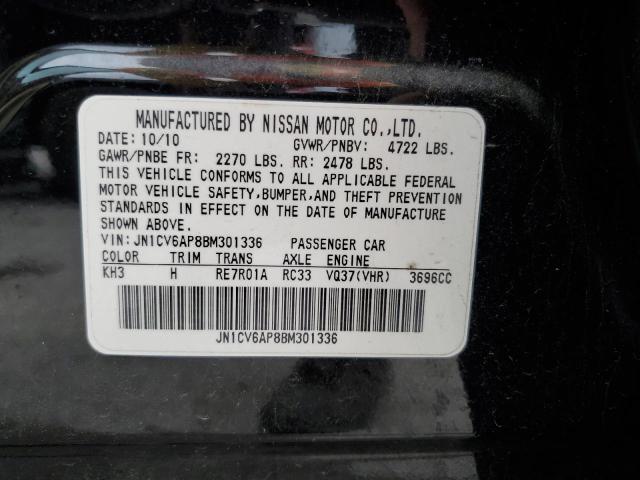 MANUFACTURED BY NISSAN MOTOR CO.,LTD.
DATE: 10/10 GVWR/PNBV: 4722 LBS.
GAWR/PNBE FR: 2270 LBS. RR: 2478 LBS.
THIS VEHICLE CONFORMS TO ALL APPLICABLE FEDERAL
MOTOR VEHICLE SAFETY,BUMPER,AND THEFT PREVENTION
STANDARDS IN EFFECT ON THE DATE OF MANUFACTURE
SHOWN ABOVE.
VIN: JN1CV6AP8BM301336 PASSENGER CAR
COLOR TRIM TRANS AXLE ENGINE
KH3 H RE7R01A RC33 VQ37(VHR) 3696CC
JN1CV6AP8BM301336